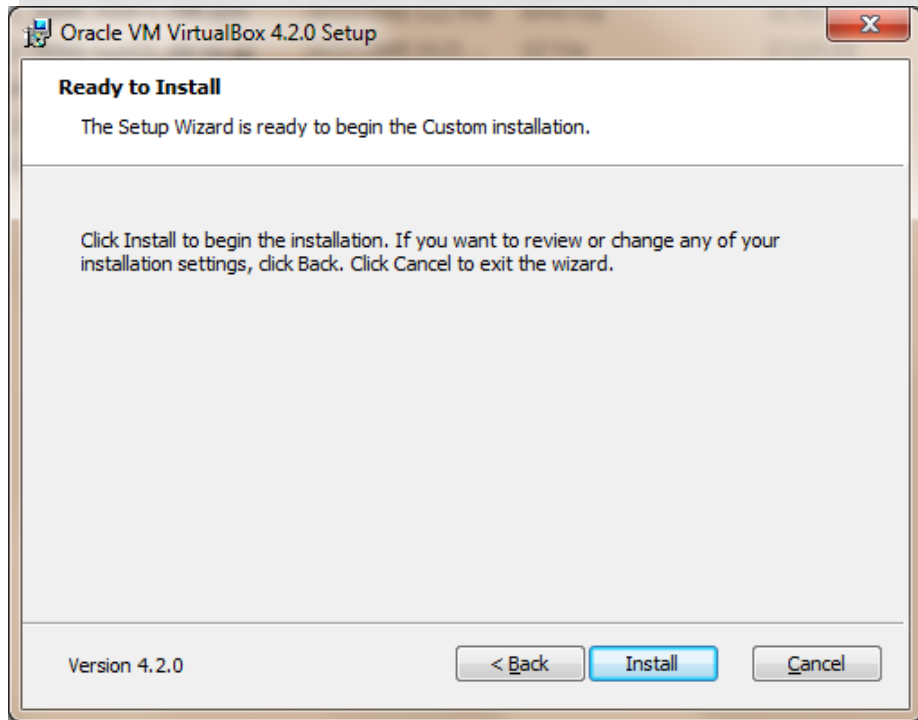 Oracle VM VirtualBox 4.2.0 Setup
Ready to Install
The Setup Wizard is ready to begin the Custom installation.
Click Install to begin the installation. If you want to review or change any of your
installation settings, click Back. Click Cancel to exit the wizard.
Version 4.2.0
< Back
Install
Cancel